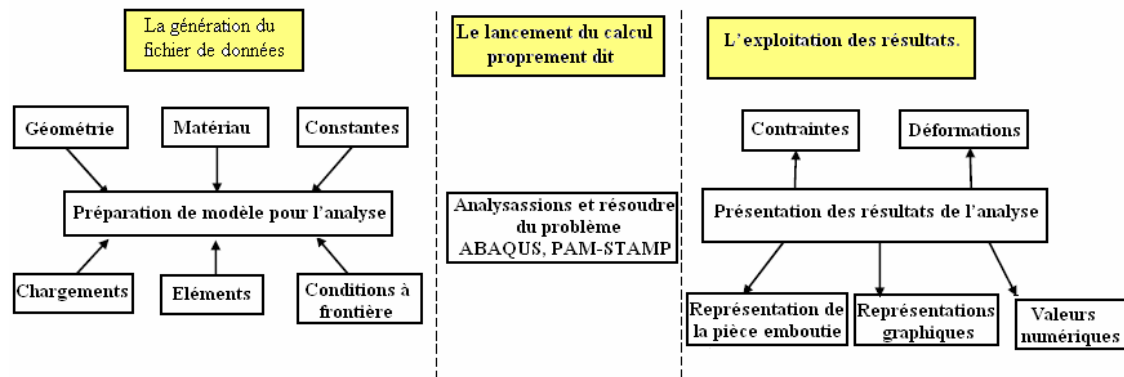 La génération du
fichier de données
Le lancement du calcul
proprement dit
L'exploitation des résultats.
Géométrie
Matériau
Constantes
Préparation de modèle pour l'analyse
Chargements
Eléments
Conditions à
frontière
Analysassions et résoudre
du problème
ABAQUS, PAM-STAMP
Contraintes
Déformations
Présentation des résultats de l'analyse
Représentation de
la pièce emboutie
Représentations
graphiques
Valeurs
numériques